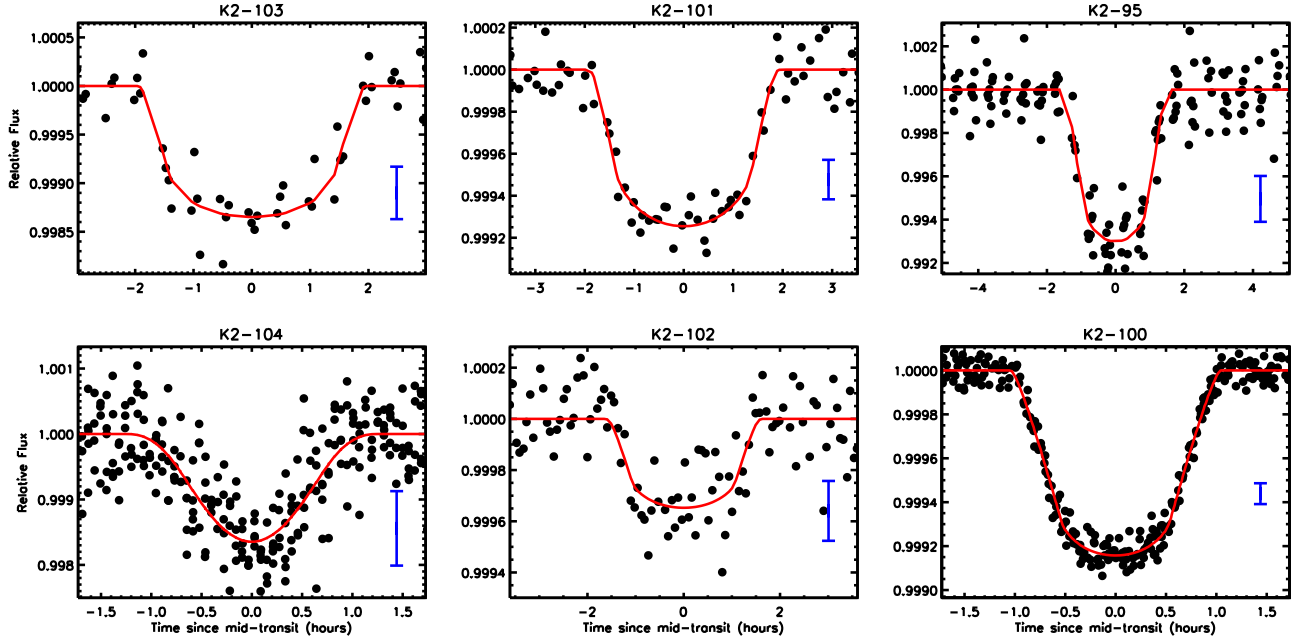 K2-103
K2-101
K2-95
1.0005
1.0000
0.9995
0.9990
0.9985
Relative Flux
-2 -1 0 1 2
1.0002
1.0000
0.9998
0.9996
0.9994
0.9992
-3 -2 -1 0 1 2 3
1.002
1.000
0.998
0.996
0.994
0.992
-4 -2 0 2 4
K2-104
K2-102
K2-100
1.001
1.000
0.999
0.998
Relative Flux
-1.5 -1.0 -0.5 0.0 0.5 1.0 1.5
Time since mid-transit (hours)
1.0002
1.0000
0.9998
0.9996
0.9994
-2 0 2
Time since mid-transit (hours)
1.0000
0.9998
0.9996
0.9994
0.9992
0.9990
-1.5 -1.0 -0.5 0.0 0.5 1.0 1.5
Time since mid-transit (hours)